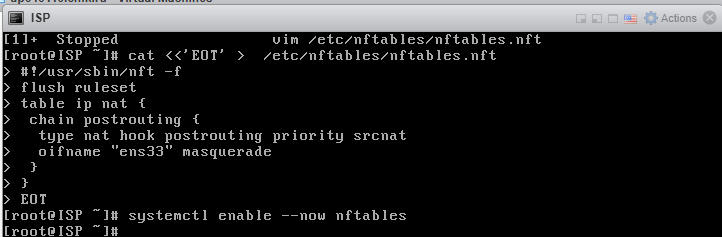 ISP
Actions
[1]+  Stopped                 vim /etc/nftables/nftables.nft
[root@ISP ~]# cat <<'EOT' >  /etc/nftables/nftables.nft
> #!/usr/sbin/nft -f
> flush ruleset
> table ip nat {
>  chain postrouting {
>   type nat hook postrouting priority srcnat
>   oifname "ens33" masquerade
>  }
> }
> EOT
[root@ISP ~]# systemctl enable --now nftables
[root@ISP ~]#